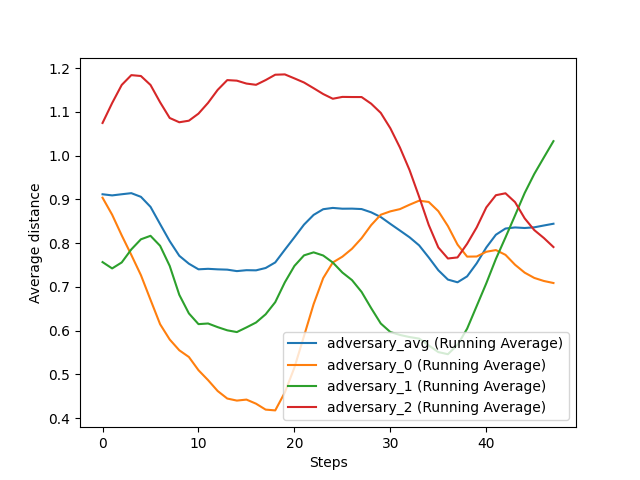 1.2
1.1
1.0
0.9
0.8
0.7
0.6
0.5
0.4
Average distance
adversary_avg (Running Average)
adversary_0 (Running Average)
adversary_1 (Running Average)
adversary_2 (Running Average)
0 10 20 30 40
Steps